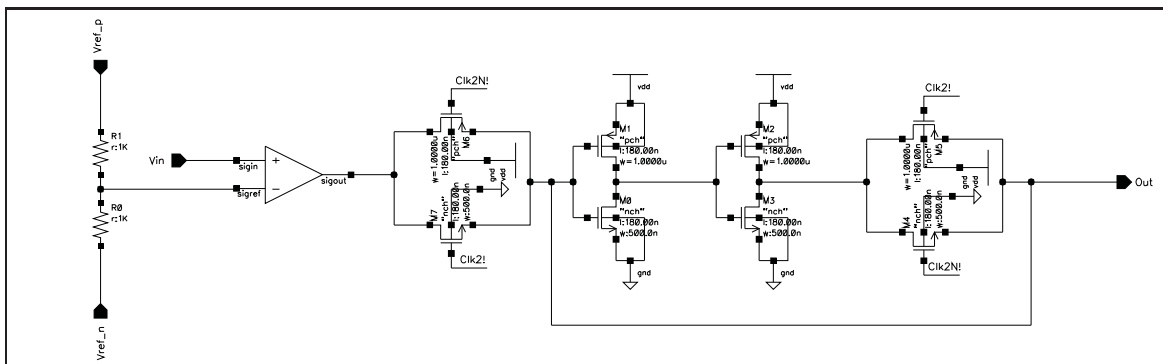 Vref_p
R1
r:1K
R0
r:1K
Vref_n
Vin
sigin
sigref
+
−
sigout
Clk2N!
M6
"pch"
l:180.00n
w=1.0000u
gnd
vdd
M7
"nch"
l:180.00n
w:500.0n
Clk2!
vdd
M1
"pch"
l:180.00n
w=1.0000u
M0
"nch"
l:180.00n
w:500.0n
gnd
vdd
M2
"pch"
l:180.00n
w=1.0000u
M3
"nch"
l:180.00n
w:500.0n
gnd
Clk2!
M5
"pch"
l:180.00n
w=1.0000u
gnd
vdd
M4
"nch"
l:180.00n
w:500.0n
Clk2N!
Out